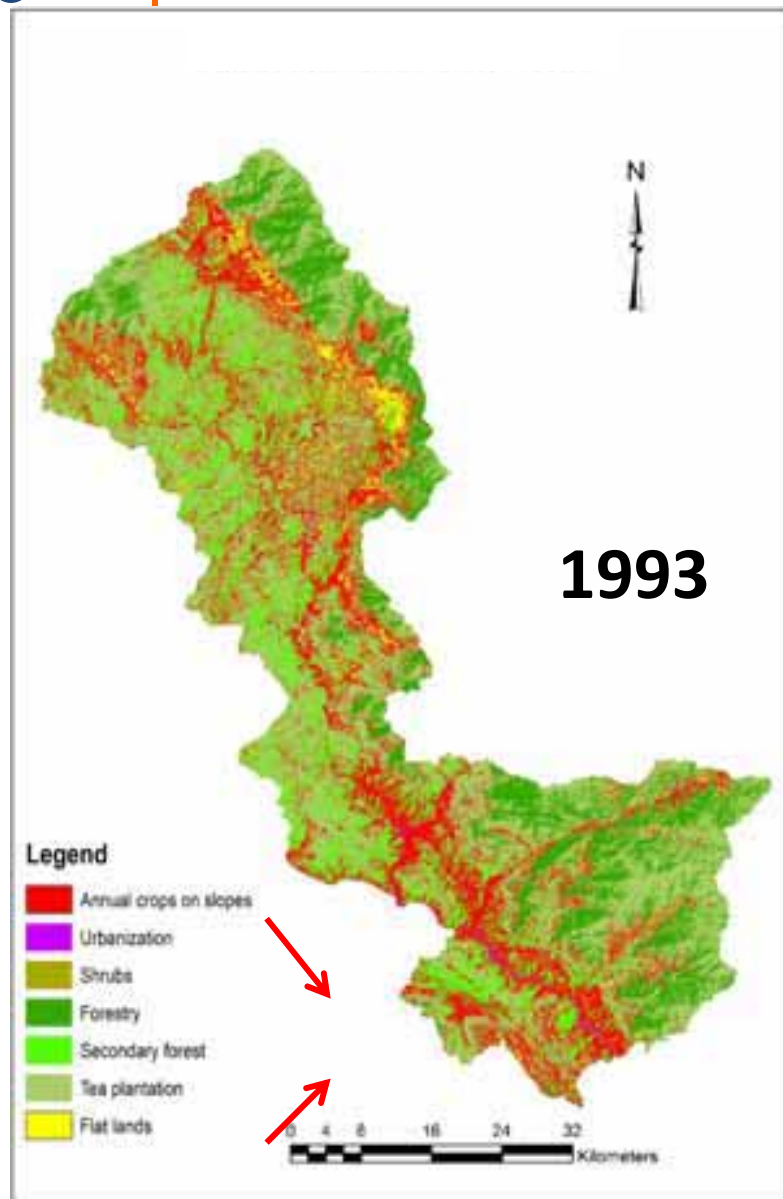 N
1993
Legend
Annual crops on slopes
Urbanization
Shrubs
Forestry
Secondary forest
Tea plantation
Flat lands
0 4 8 16 24 32
Kilometers